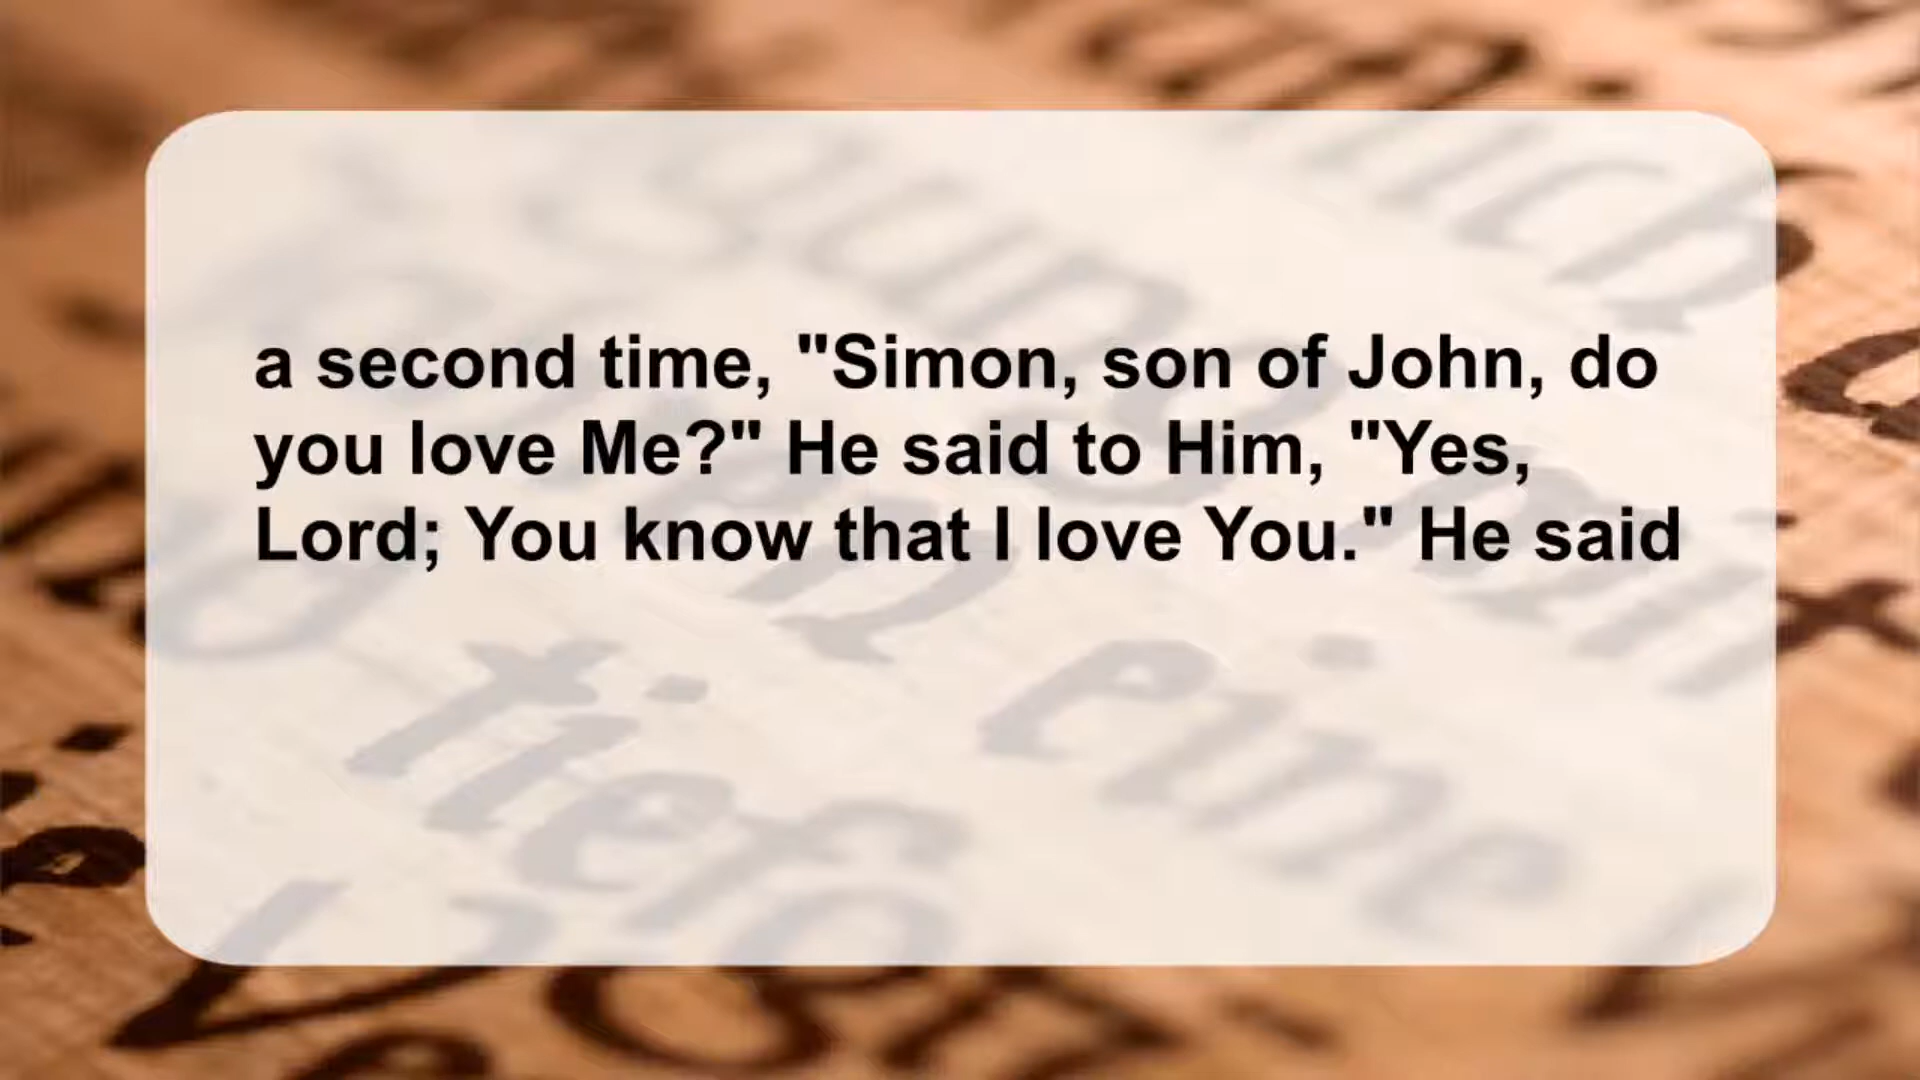 a second time, "Simon, son of John, do
you love Me?" He said to Him, "Yes,
Lord; You know that I love You." He said